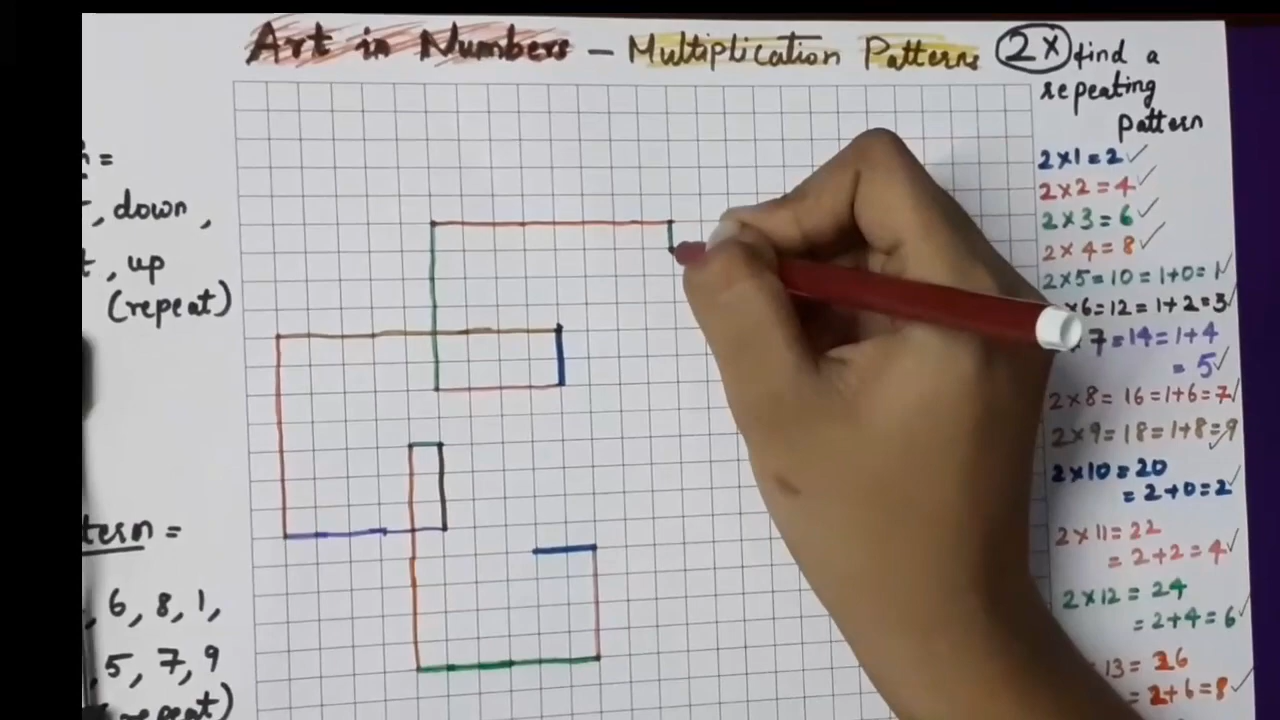 Art in Numbers - Multiplication Patterns 2x find a
repeating
pattern
=
, down,
t, up
(repeat)
tern =
, 6, 8, 1,
, 5, 7, 9
repeat)
2x1=2✓
2x2=4✓
2x3=6✓
2x4=8✓
2x5=10=1+0=1✓
x6=12=1+2=3✓
7=14=1+4
=5✓
2x8=16=1+6=7✓
2x9=18=1+8=9✓
2x10=20
=2+0=2✓
2x11=22
=2+2=4✓
2x12=24
=2+4=6✓
13=26
=2+6=8✓